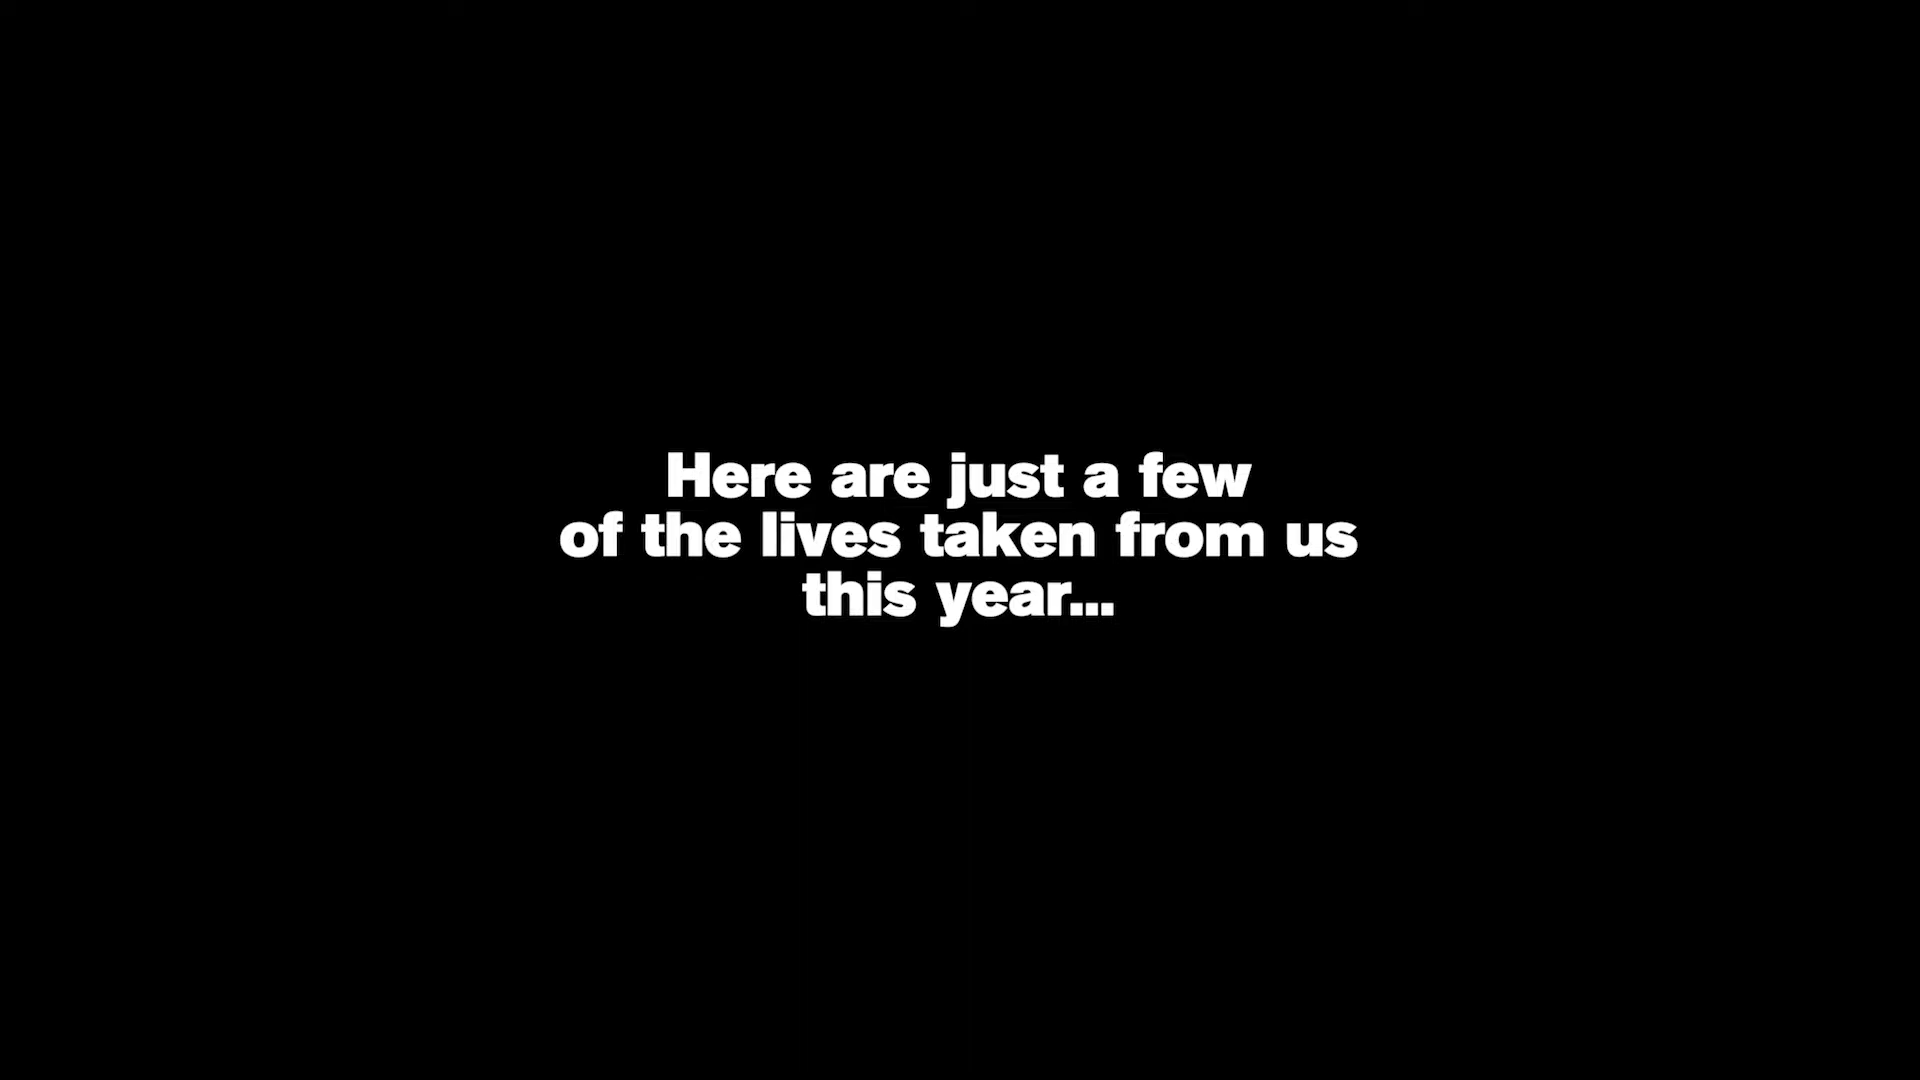 Here are just a few
of the lives taken from us
this year...